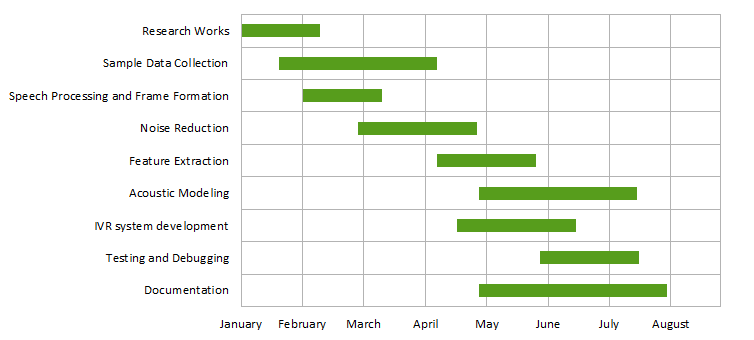 Research Works
Sample Data Collection
Speech Processing and Frame Formation
Noise Reduction
Feature Extraction
Acoustic Modeling
IVR system development
Testing and Debugging
Documentation
January February March April May June July August